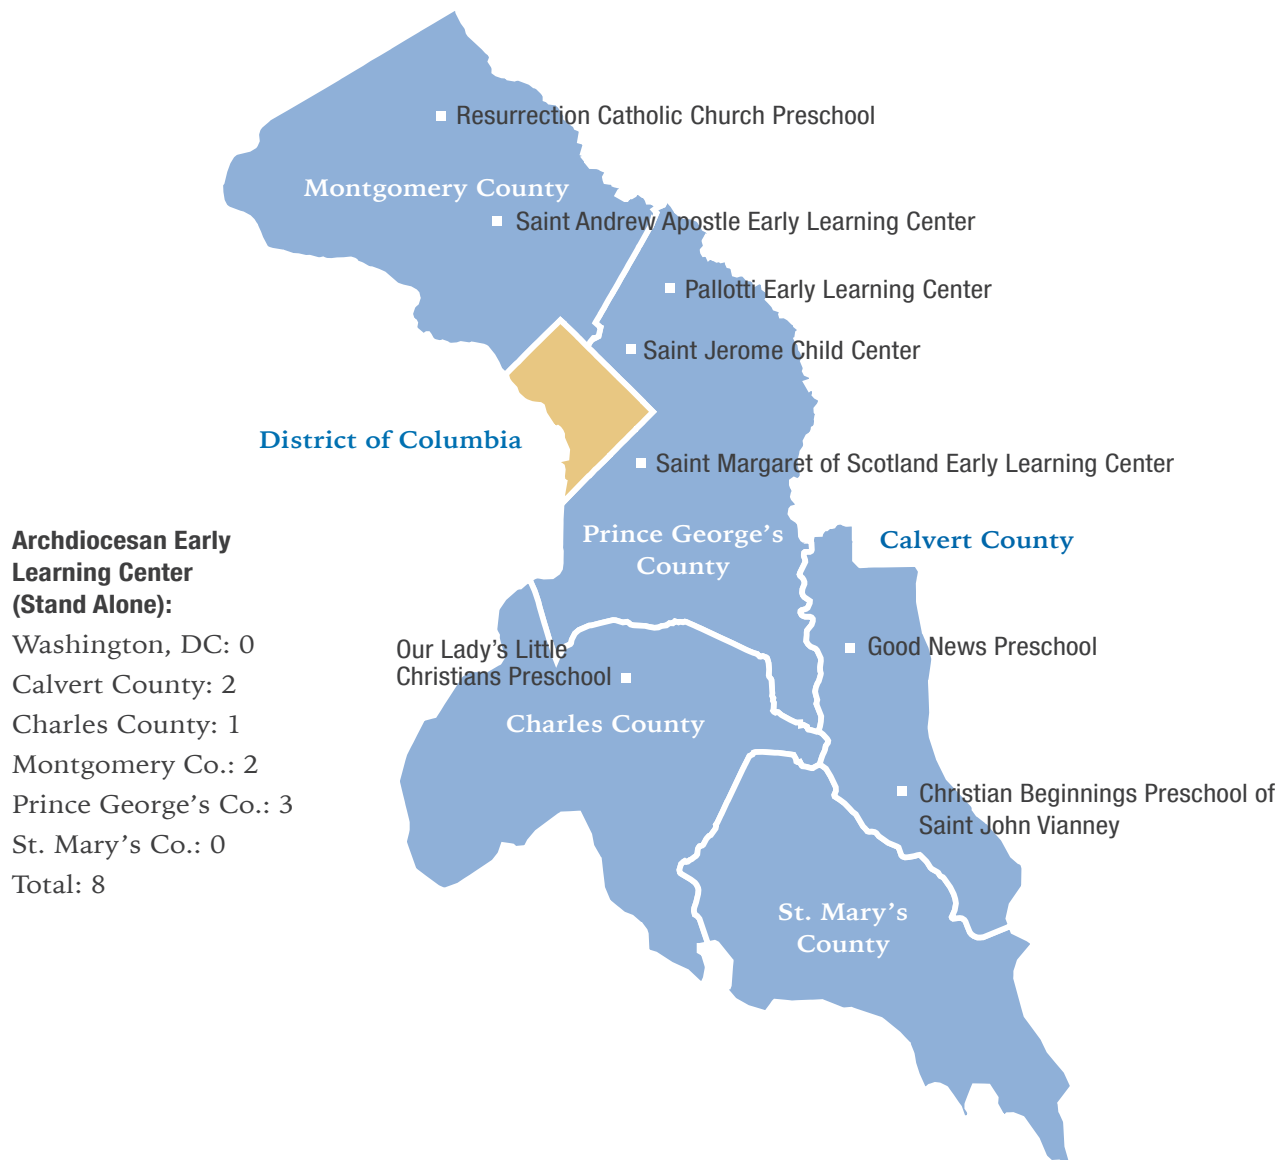 Resurrection Catholic Church Preschool
Montgomery County
Saint Andrew Apostle Early Learning Center
Pallotti Early Learning Center
Saint Jerome Child Center
District of Columbia
Saint Margaret of Scotland Early Learning Center
Prince George’s
County
Calvert County
Archdiocesan Early
Learning Center
(Stand Alone):
Washington, DC: 0
Calvert County: 2
Charles County: 1
Montgomery Co.: 2
Prince George’s Co.: 3
St. Mary’s Co.: 0
Total: 8
Our Lady’s Little
Christians Preschool
Good News Preschool
Charles County
Christian Beginnings Preschool of
Saint John Vianney
St. Mary’s
County